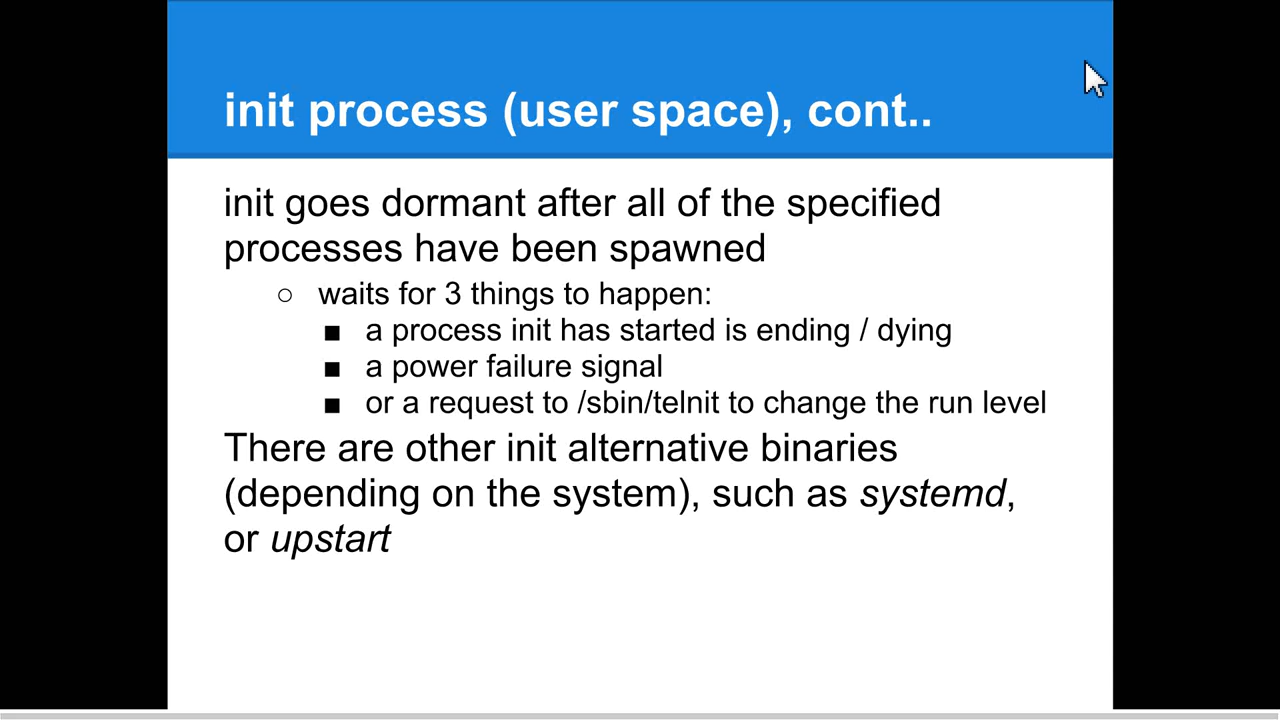 init process (user space), cont..
init goes dormant after all of the specified
processes have been spawned
○ waits for 3 things to happen:
■ a process init has started is ending / dying
■ a power failure signal
■ or a request to /sbin/telnit to change the run level
There are other init alternative binaries
(depending on the system), such as systemd,
or upstart